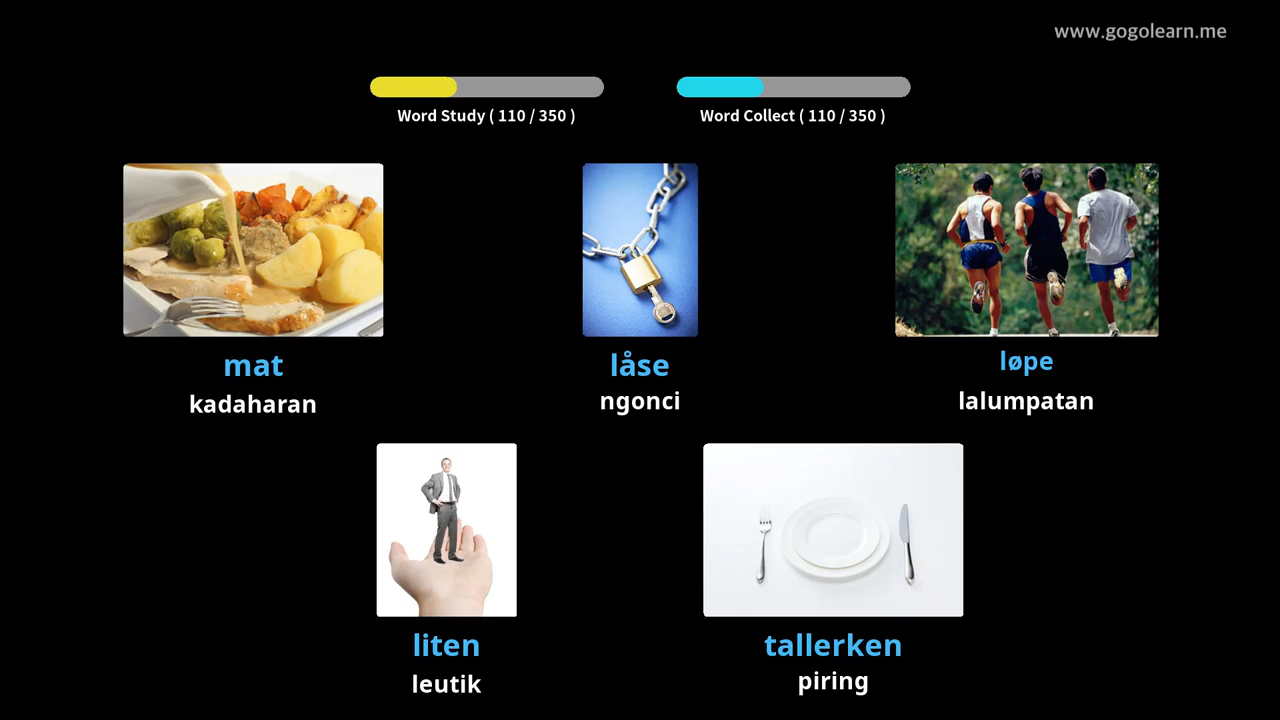 www.gogolearn.me
Word Study ( 110 / 350 )
Word Collect ( 110 / 350 )
mat
kadaharan
låse
ngonci
løpe
lalumpatan
liten
leutik
tallerken
piring